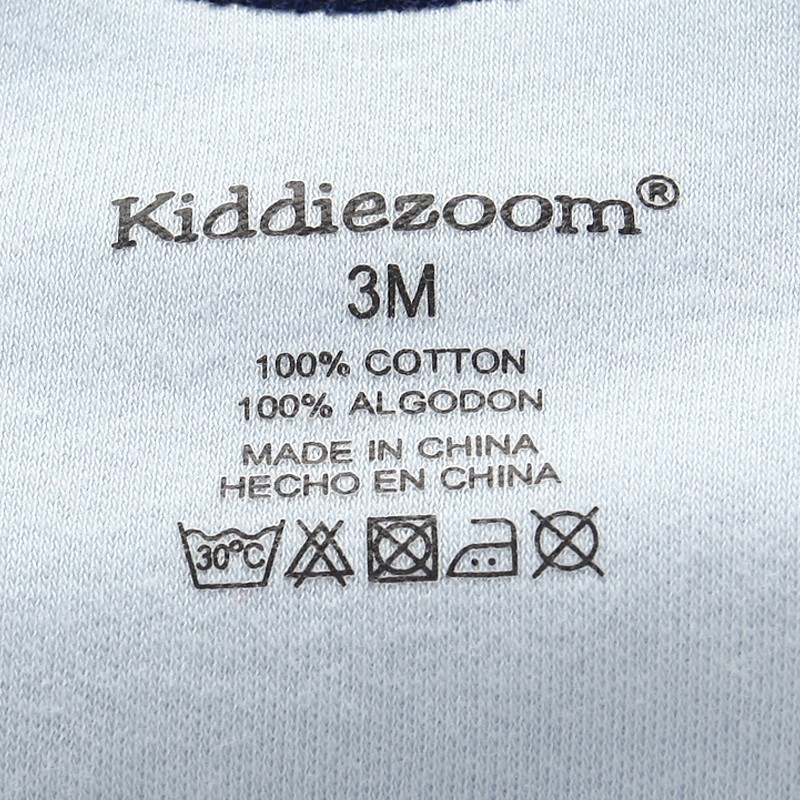 Kiddiezoom®
3M
100% COTTON
100% ALGODON
MADE IN CHINA
HECHO EN CHINA
30°C